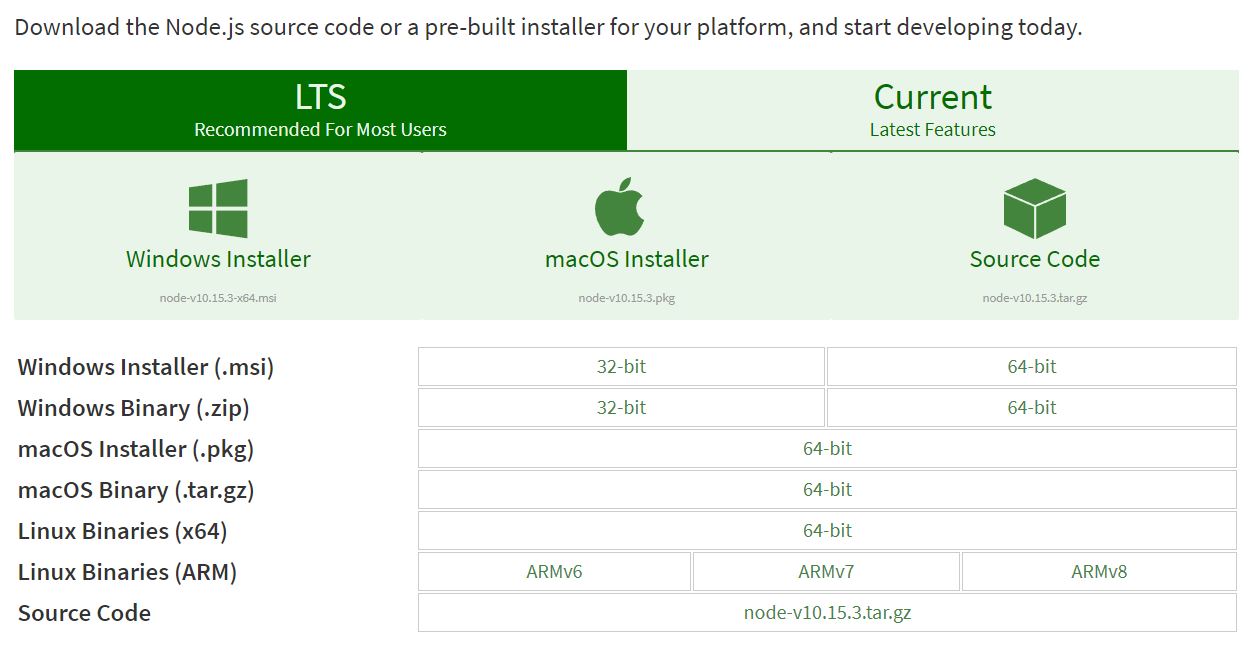 Download the Node.js source code or a pre-built installer for your platform, and start developing today.
LTS
Recommended For Most Users
Current
Latest Features
Windows Installer
node-v10.15.3-x64.msi
macOS Installer
node-v10.15.3.pkg
Source Code
node-v10.15.3.tar.gz
Windows Installer (.msi) 32-bit 64-bit
Windows Binary (.zip) 32-bit 64-bit
macOS Installer (.pkg) 64-bit
macOS Binary (.tar.gz) 64-bit
Linux Binaries (x64) 64-bit
Linux Binaries (ARM) ARMv6 ARMv7 ARMv8
Source Code node-v10.15.3.tar.gz